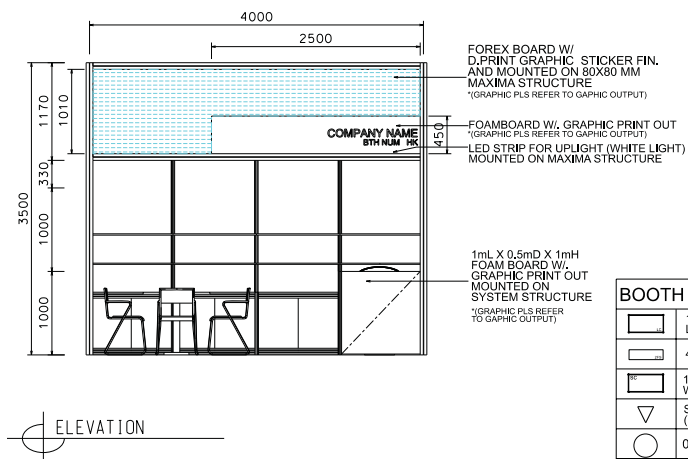 4000
2500
1170
1010
450
330
3500
1000
1000
FOREX BOARD W/
D.PRINT GRAPHIC STICKER FIN.
AND MOUNTED ON 80X80 MM
MAXIMA STRUCTURE
*(GRAPHIC PLS REFER TO GAPHIC OUTPUT)
FOAMBOARD W/. GRAPHIC PRINT OUT
*(GRAPHIC PLS REFER TO GAPHIC OUTPUT)
LED STRIP FOR UPLIGHT (WHITE LIGHT)
MOUNTED ON MAXIMA STRUCTURE
COMPANY NAME
BTH NUM HK
1mL X 0.5mD X 1mH
FOAM BOARD W/.
GRAPHIC PRINT OUT
MOUNTED ON
SYSTEM STRUCTURE
*(GRAPHIC PLS REFER
TO GAPHIC OUTPUT)
BOOTH
SC
ELEVATION